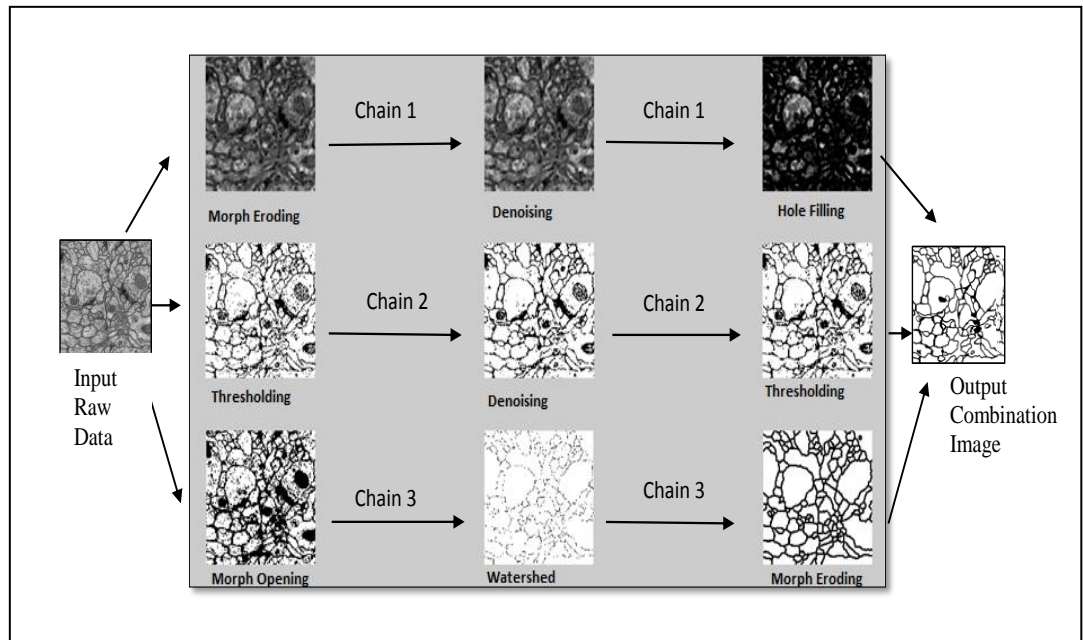 Chain 1
Chain 1
Morph Eroding
Denoising
Hole Filling
Chain 2
Chain 2
Input
Raw
Data
Thresholding
Denoising
Thresholding
Output
Combination
Image
Chain 3
Chain 3
Morph Opening
Watershed
Morph Eroding